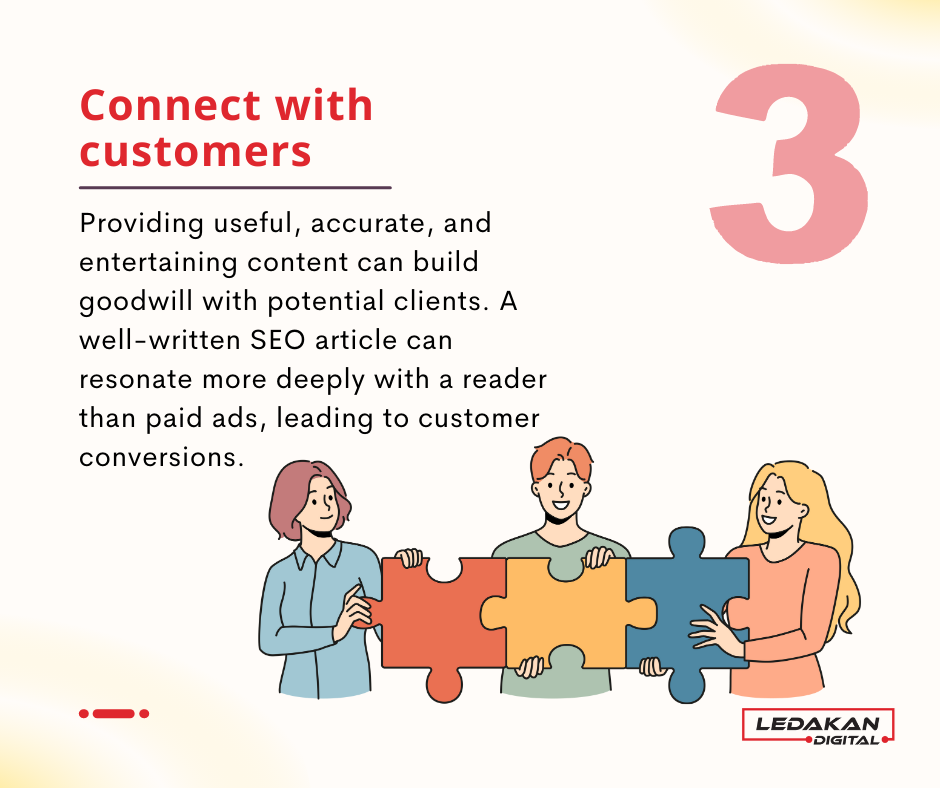 Connect with
customers
3
Providing useful, accurate, and
entertaining content can build
goodwill with potential clients. A
well-written SEO article can
resonate more deeply with a reader
than paid ads, leading to customer
conversions.
LEDAKAN
DIGITAL